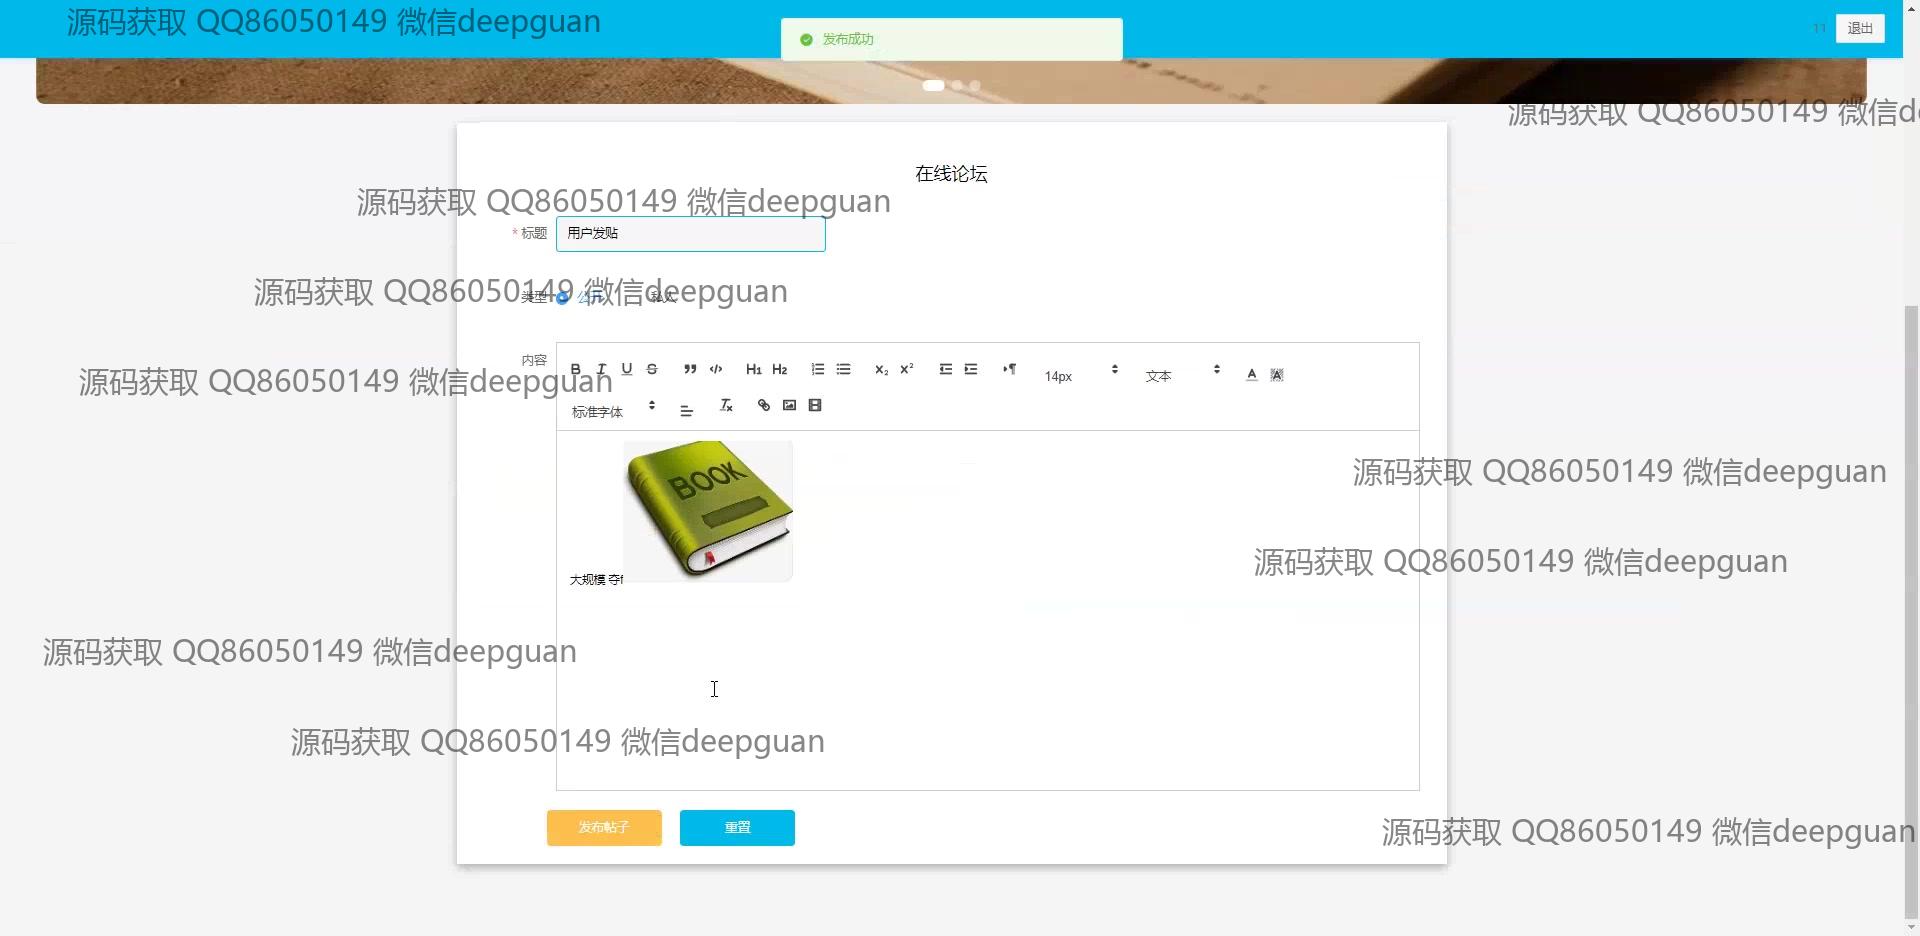 源码获取 QQ86050149 微信deepguan
发布成功
11
退出
源码获取 QQ86050149 微信de
在线论坛
源码获取 QQ86050149 微信deepguan
* 标题
用户发贴
源码获取 QQ86050149 微信deepguan
类型
公开
私人
内容
源码获取 QQ86050149 微信deepguan
14px
文本
标准字体
BOOK
源码获取 QQ86050149 微信deepguan
源码获取 QQ86050149 微信deepguan
大规模 夺
源码获取 QQ86050149 微信deepguan
源码获取 QQ86050149 微信deepguan
发布帖子
重置
源码获取 QQ86050149 微信deepguan